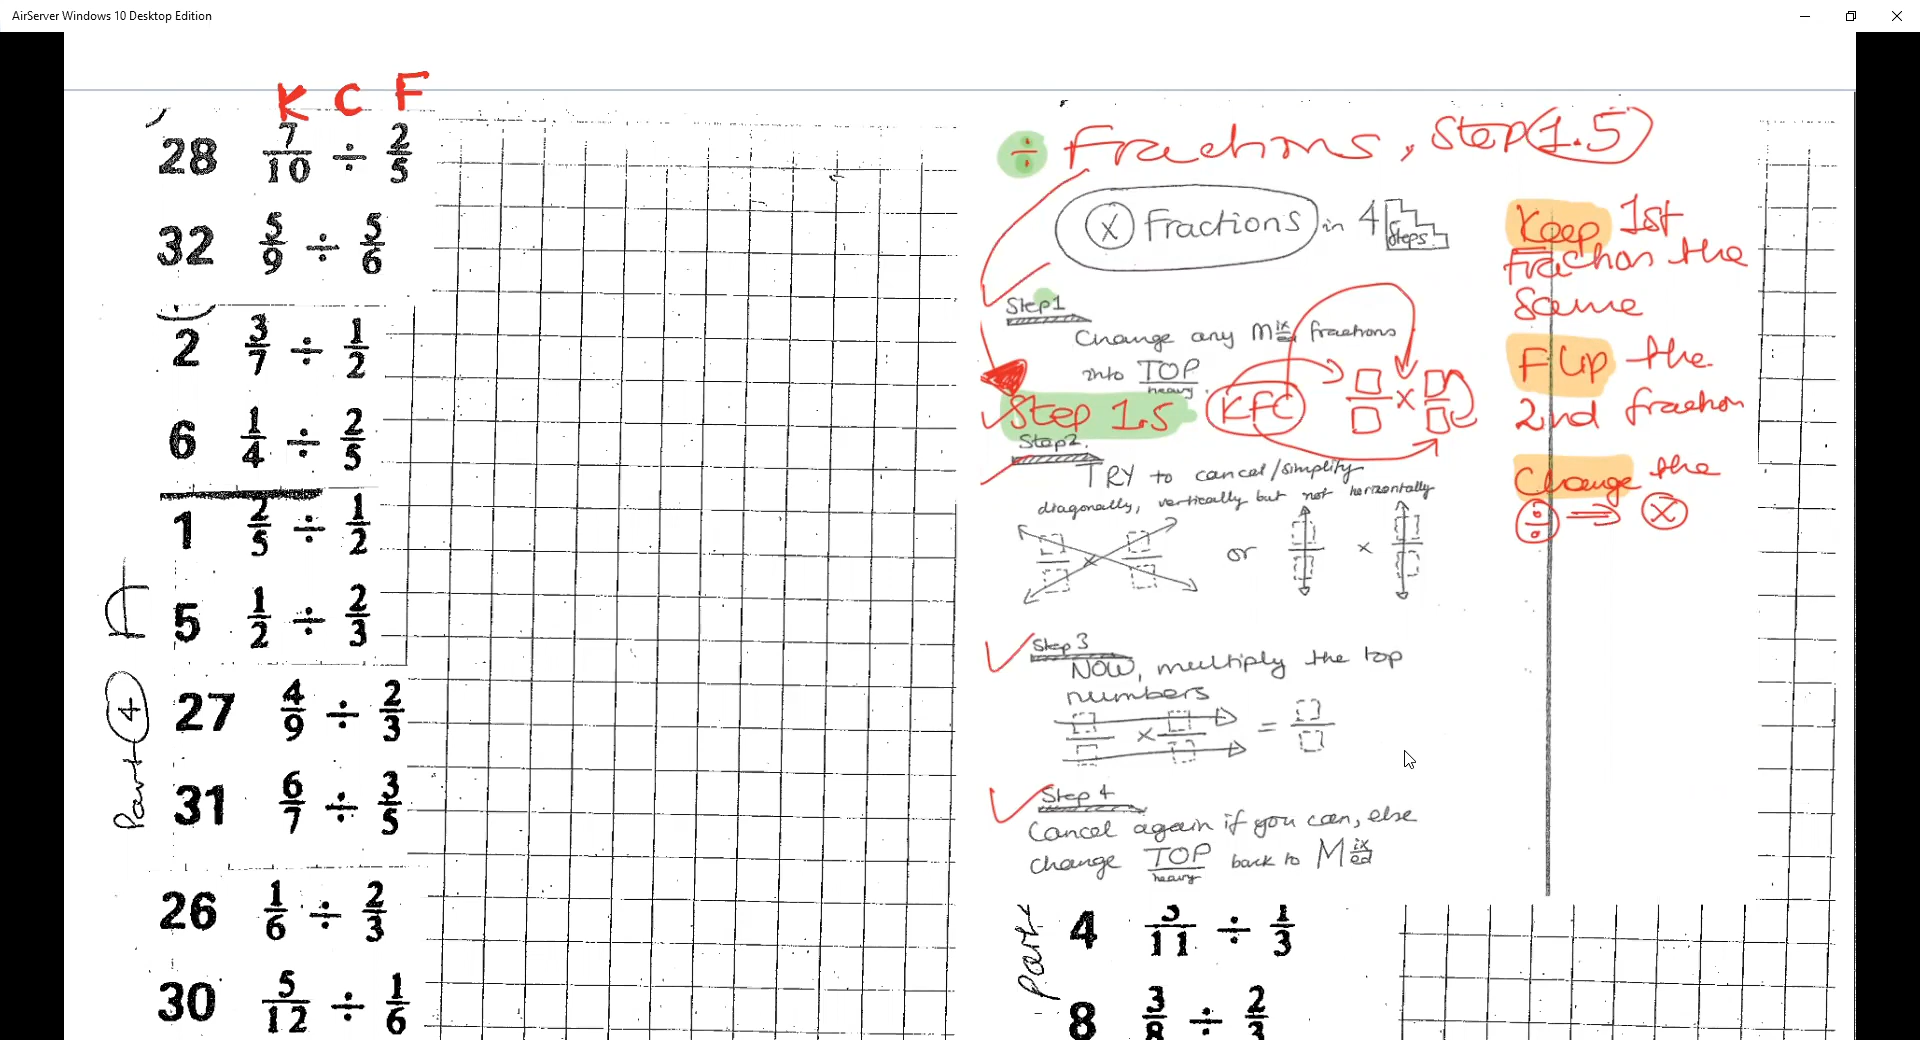 AirServer Windows 10 Desktop Edition
K C F
28 7/10 ÷ 2/5
32 5/9 ÷ 5/6
2 3/7 ÷ 1/2
6 1/4 ÷ 2/5
1 2/5 ÷ 1/2
5 1/2 ÷ 2/3
Part 4
27 4/9 ÷ 2/3
31 6/7 ÷ 3/5
26 1/6 ÷ 2/3
30 5/12 ÷ 1/6
÷ Fractions, Step 1.5
x fractions in 4 steps
Step 1
Change any Mixed fractions
into TOP heavy
Step 1.5 KFC □/□ x □/□
Step 2
TRY to cancel/simplify
diagonally, vertically but not horizontally
x or x
Step 3
NOW, multiply the top
numbers
x =
Step 4
Cancel again if you can, else
change TOP heavy back to Mixed
Keep 1st
fraction the
same
Flip the
2nd fraction
Change the
÷ ⇒ x
Part
4 /11 ÷ 1/3
8 ÷